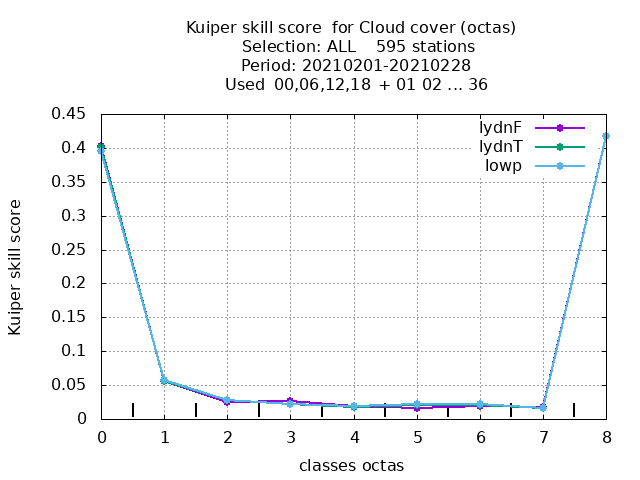 Kuiper skill score  for Cloud cover (octas)
Selection: ALL    595 stations
Period: 20210201-20210228
Used  00,06,12,18 + 01 02 ... 36
lydnF
lydnT
lowp
0.45
0.4
0.35
0.3
0.25
0.2
0.15
0.1
0.05
0
Kuiper skill score
0 1 2 3 4 5 6 7 8
classes octas